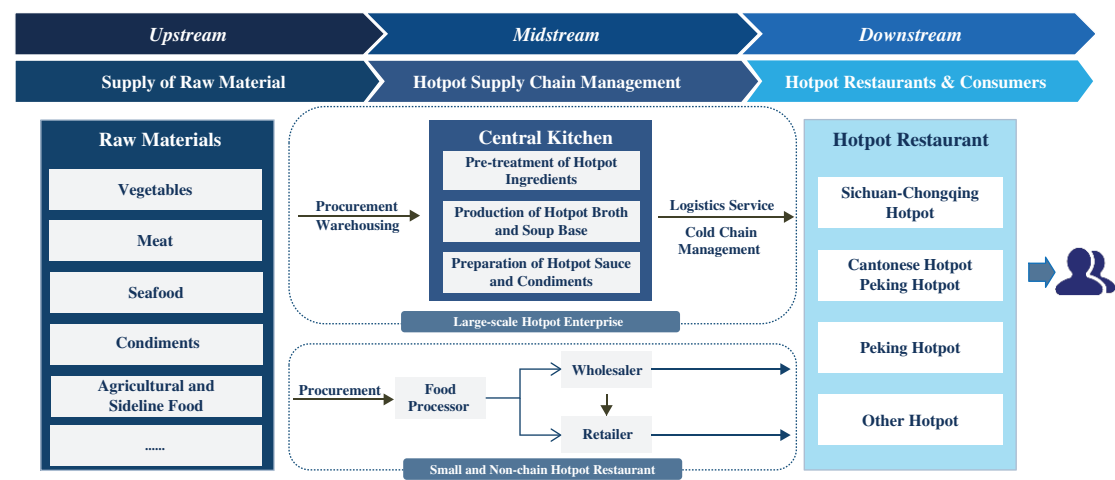 Upstream
Midstream
Downstream
Supply of Raw Material
Hotpot Supply Chain Management
Hotpot Restaurants & Consumers
Raw Materials
Vegetables
Meat
Seafood
Condiments
Agricultural and
Sideline Food
......
Procurement
Warehousing
Central Kitchen
Pre-treatment of Hotpot
Ingredients
Production of Hotpot Broth
and Soup Base
Preparation of Hotpot Sauce
and Condiments
Logistics Service
Cold Chain
Management
Large-scale Hotpot Enterprise
Procurement
Food
Processor
Wholesaler
Retailer
Small and Non-chain Hotpot Restaurant
Hotpot Restaurant
Sichuan-Chongqing
Hotpot
Cantonese Hotpot
Peking Hotpot
Peking Hotpot
Other Hotpot